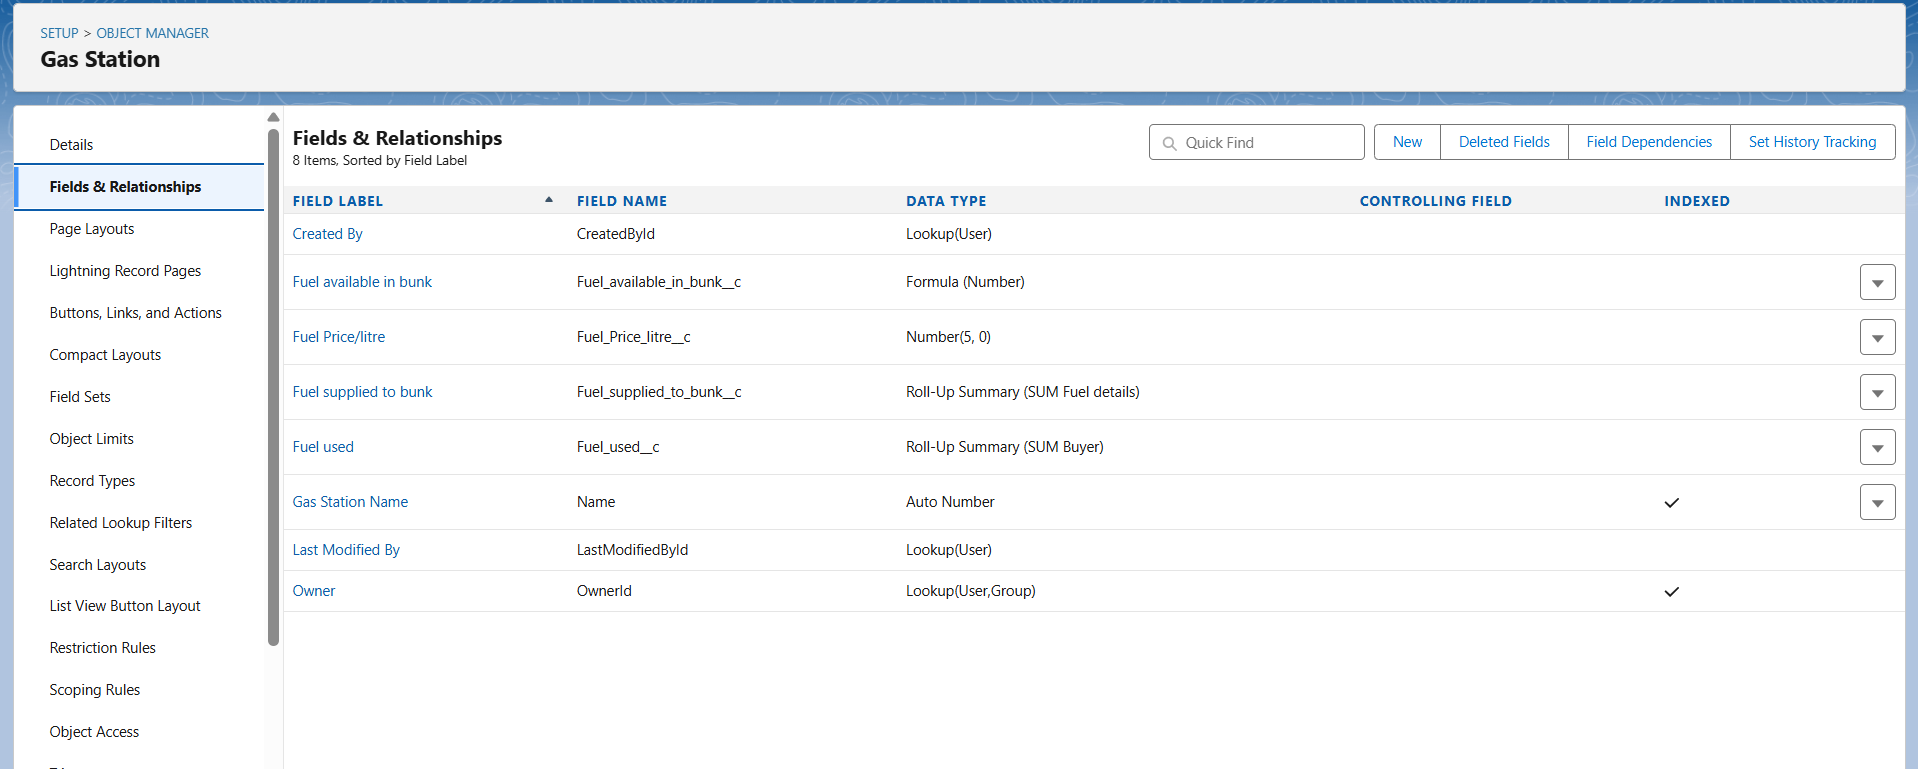 SETUP > OBJECT MANAGER
Gas Station
Details
Fields & Relationships
Page Layouts
Lightning Record Pages
Buttons, Links, and Actions
Compact Layouts
Field Sets
Object Limits
Record Types
Related Lookup Filters
Search Layouts
List View Button Layout
Restriction Rules
Scoping Rules
Object Access
Fields & Relationships
8 Items, Sorted by Field Label
Quick Find
New
Deleted Fields
Field Dependencies
Set History Tracking
FIELD LABEL FIELD NAME DATA TYPE CONTROLLING FIELD INDEXED
Created By CreatedById Lookup(User)
Fuel available in bunk Fuel_available_in_bunk__c Formula (Number)
Fuel Price/litre Fuel_Price_litre__c Number(5, 0)
Fuel supplied to bunk Fuel_supplied_to_bunk__c Roll-Up Summary (SUM Fuel details)
Fuel used Fuel_used__c Roll-Up Summary (SUM Buyer)
Gas Station Name Name Auto Number
Last Modified By LastModifiedById Lookup(User)
Owner OwnerId Lookup(User,Group)